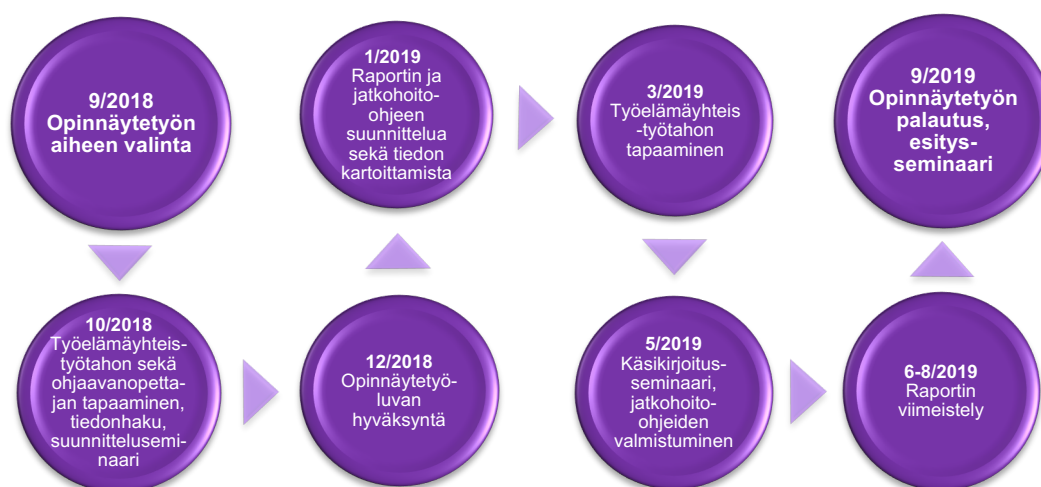 9/2018
Opinnäytetyön
aiheen valinta
10/2018
Työelämäyhteis-
työtahon sekä
ohjaavanopetta-
jan tapaaminen,
tiedonhaku,
suunnittelusemi-
naari
12/2018
Opinnäytetyö-
luvan
hyväksyntä
1/2019
Raportin ja
jatkohoito-
ohjeen
suunnittelua
sekä tiedon
kartoittamista
3/2019
Työelämäyhteis
-työtahon
tapaaminen
5/2019
Käsikirjoitus-
seminaari,
jatkohoito-
ohjeiden
valmistuminen
6-8/2019
Raportin
viimeistely
9/2019
Opinnäytetyön
palautus,
esitys-
seminaari